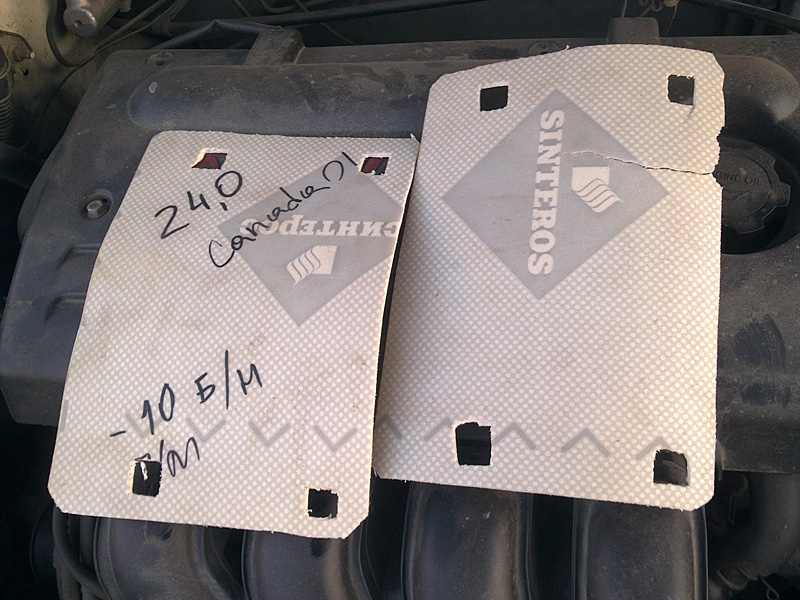 24,0
Canada
СИНТЕРОС
-10 Б/Н
SINTEROS